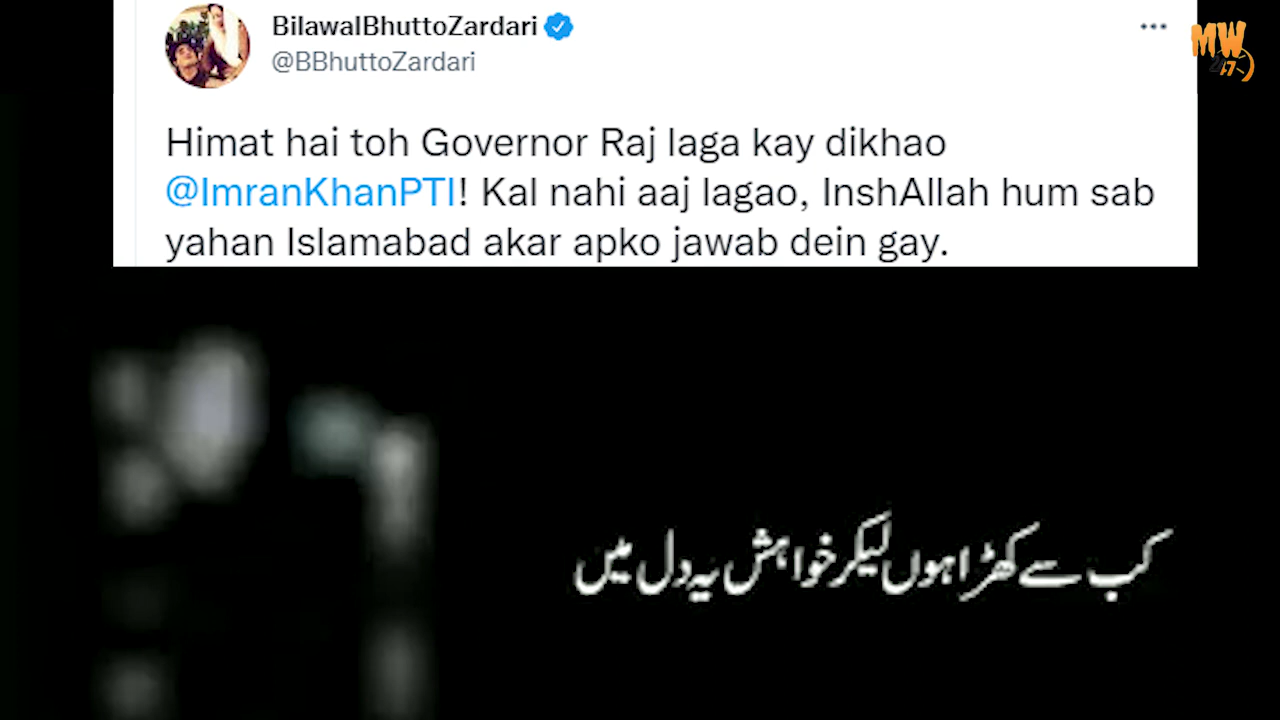 BilawalBhuttoZardari
@BBhuttoZardari
Himat hai toh Governor Raj laga kay dikhao
@ImranKhanPTI! Kal nahi aaj lagao, InshAllah hum sab
yahan Islamabad akar apko jawab dein gay.
MW
کب سے کھڑا ہوں لیکر خواہش یہ دل میں